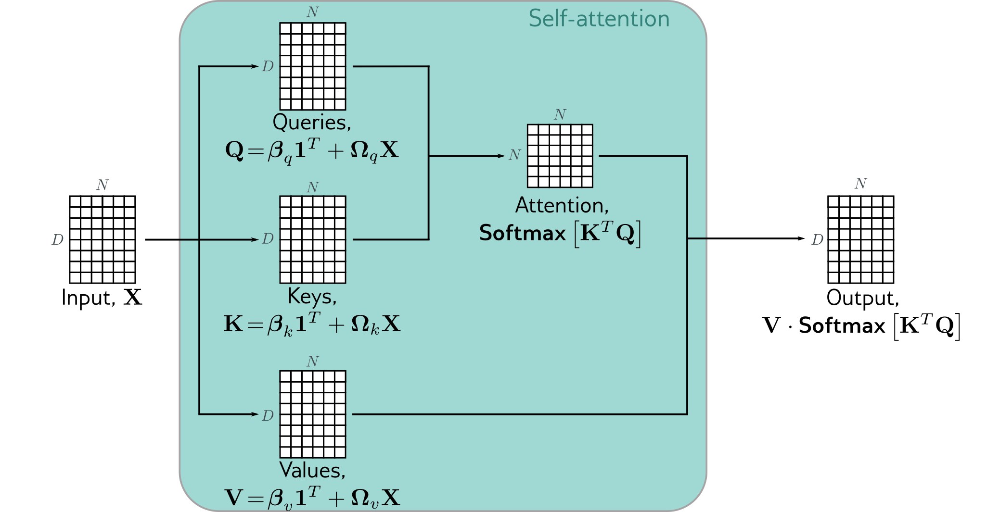 Self-attention
N
D
Queries,
Q = β_q 1^T + Ω_q X
N
D
Input, X
N
D
Keys,
K = β_k 1^T + Ω_k X
N
D
Values,
V = β_v 1^T + Ω_v X
N
N
Attention,
Softmax [K^T Q]
N
D
Output,
V · Softmax [K^T Q]